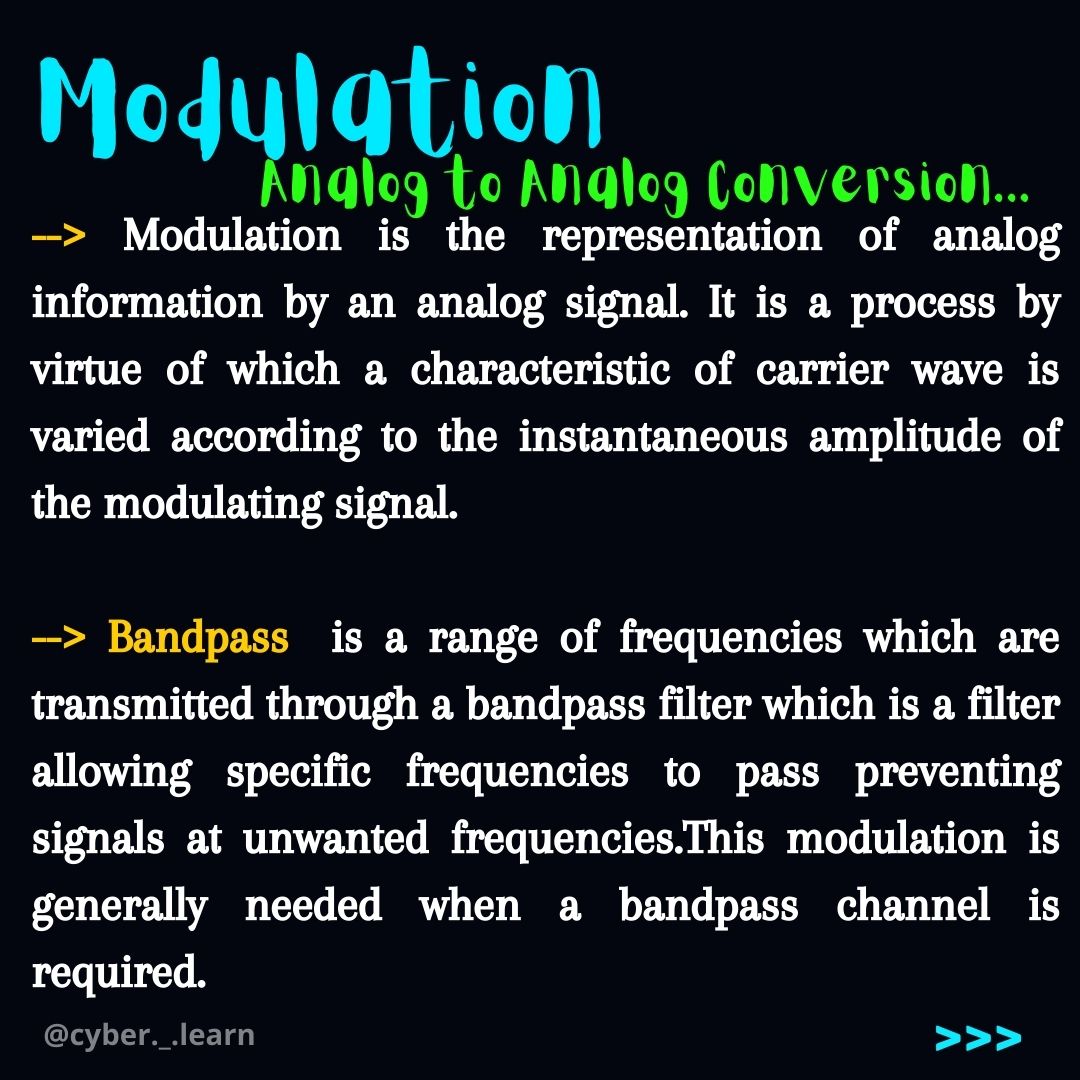 Modulation
Analog to Analog Conversion...
--> Modulation is the representation of analog
information by an analog signal. It is a process by
virtue of which a characteristic of carrier wave is
varied according to the instantaneous amplitude of
the modulating signal.
--> Bandpass is a range of frequencies which are
transmitted through a bandpass filter which is a filter
allowing specific frequencies to pass preventing
signals at unwanted frequencies.This modulation is
generally needed when a bandpass channel is
required.
@cyber._.learn
>>>